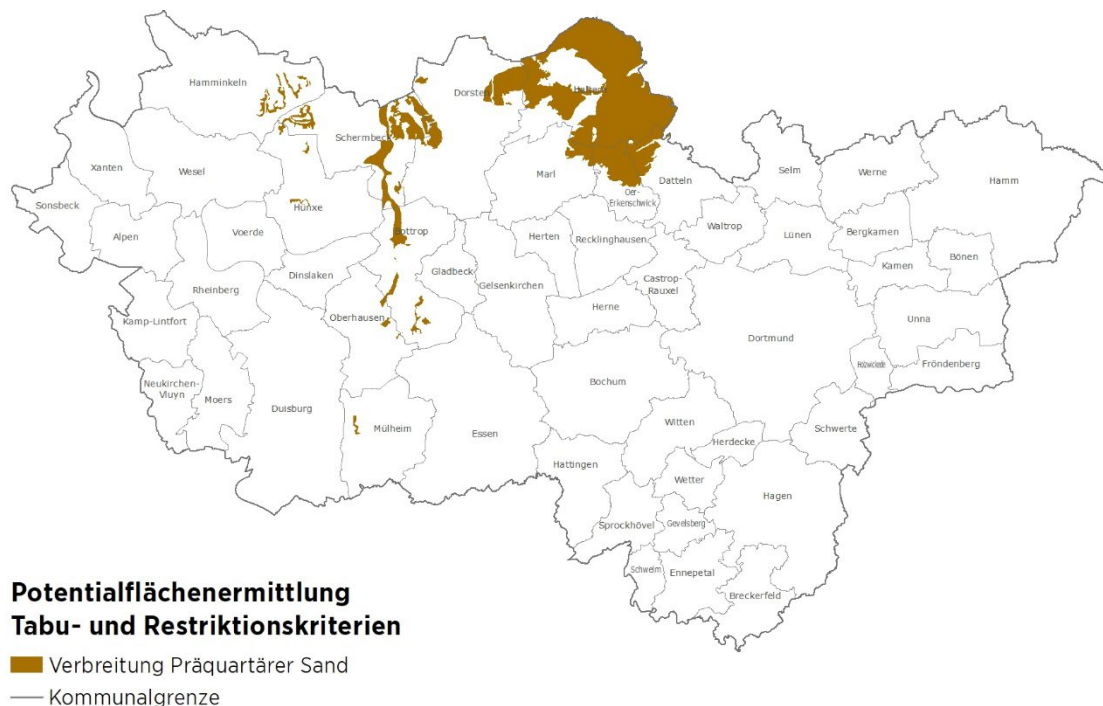 Hamminkeln
Dorsten
Haltern
Schermbeck
Xanten
Wesel
Marl
Datteln
Selm
Werne
Hamm
Sonsbeck
Hünxe
Oer-
Erkenschwick
Alpen
Voerde
Bottrop
Herten
Recklinghausen
Waltrop
Lünen
Bergkamen
Dinslaken
Gladbeck
Gelsenkirchen
Castrop-
Rauxel
Kamen
Bönen
Rheinberg
Oberhausen
Herne
Kamp-Lintfort
Unna
Dortmund
Holzwickede
Fröndenberg
Neukirchen-
Vluyn
Moers
Duisburg
Mülheim
Essen
Bochum
Witten
Schwerte
Herdecke
Hattingen
Wetter
Hagen
Sprockhövel
Gevelsberg
Schwelm
Ennepetal
Breckerfeld
Potentialflächenermittlung
Tabu- und Restriktionskriterien
Verbreitung Präquartärer Sand
Kommunalgrenze